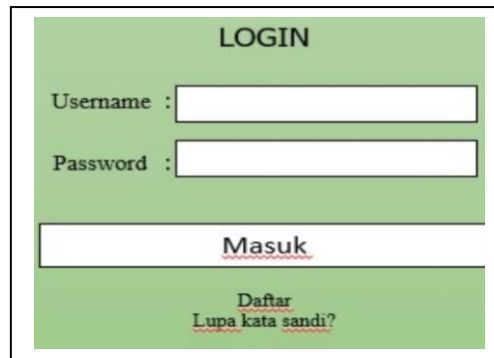 LOGIN
Username :
Password :
Masuk
Daftar
Lupa kata sandi?